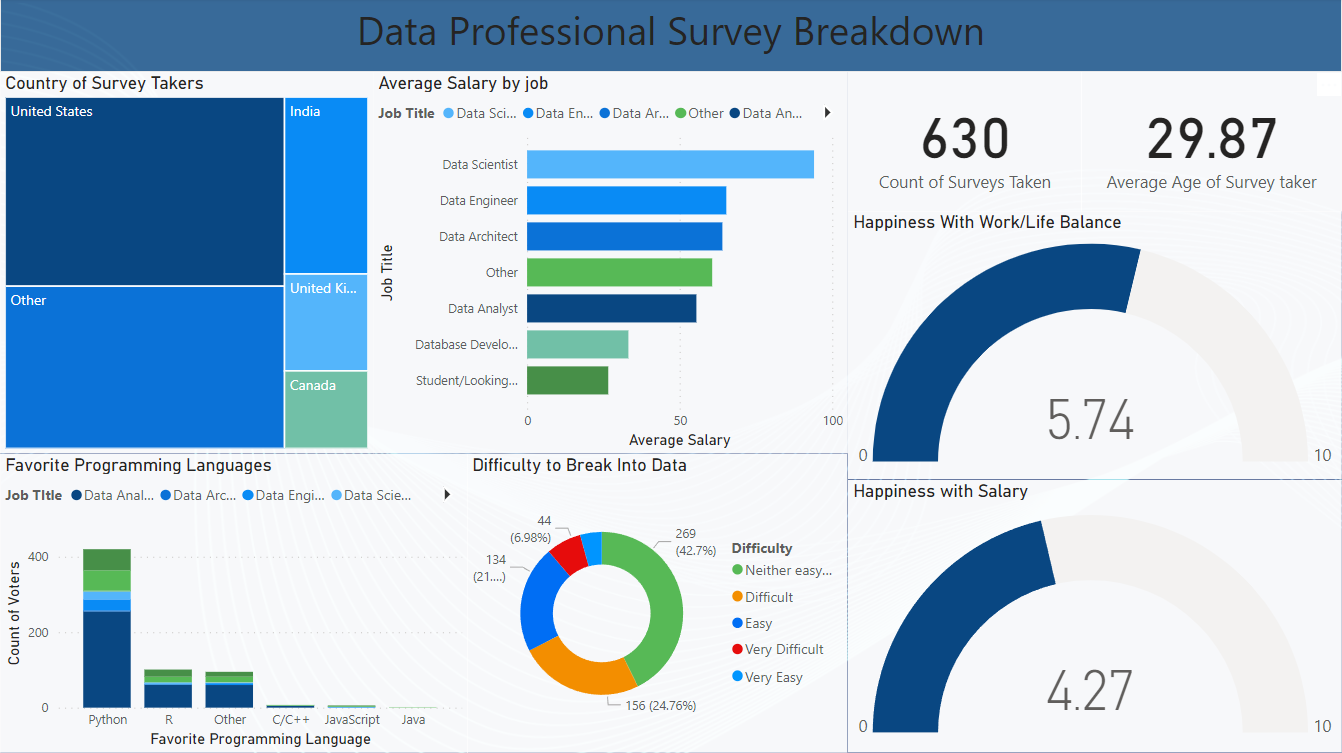 Data Professional Survey Breakdown
Country of Survey Takers
United States
India
Other
United Ki...
Canada
Average Salary by job
Job Title Data Sci... Data En... Data Ar... Other Data An...
Job Title
Data Scientist
Data Engineer
Data Architect
Other
Data Analyst
Database Develo...
Student/Looking...
0 50 100
Average Salary
630
Count of Surveys Taken
29.87
Average Age of Survey taker
Happiness With Work/Life Balance
5.74
0 10
Favorite Programming Languages
Job TItle Data Anal... Data Arc... Data Engi... Data Scie...
Count of Voters
400
200
0
Python R Other C/C++ JavaScript Java
Favorite Programming Language
Difficulty to Break Into Data
44
(6.98%)
269
(42.7%)
134
(21....)
156 (24.76%)
Difficulty
Neither easy...
Difficult
Easy
Very Difficult
Very Easy
Happiness with Salary
4.27
0 10